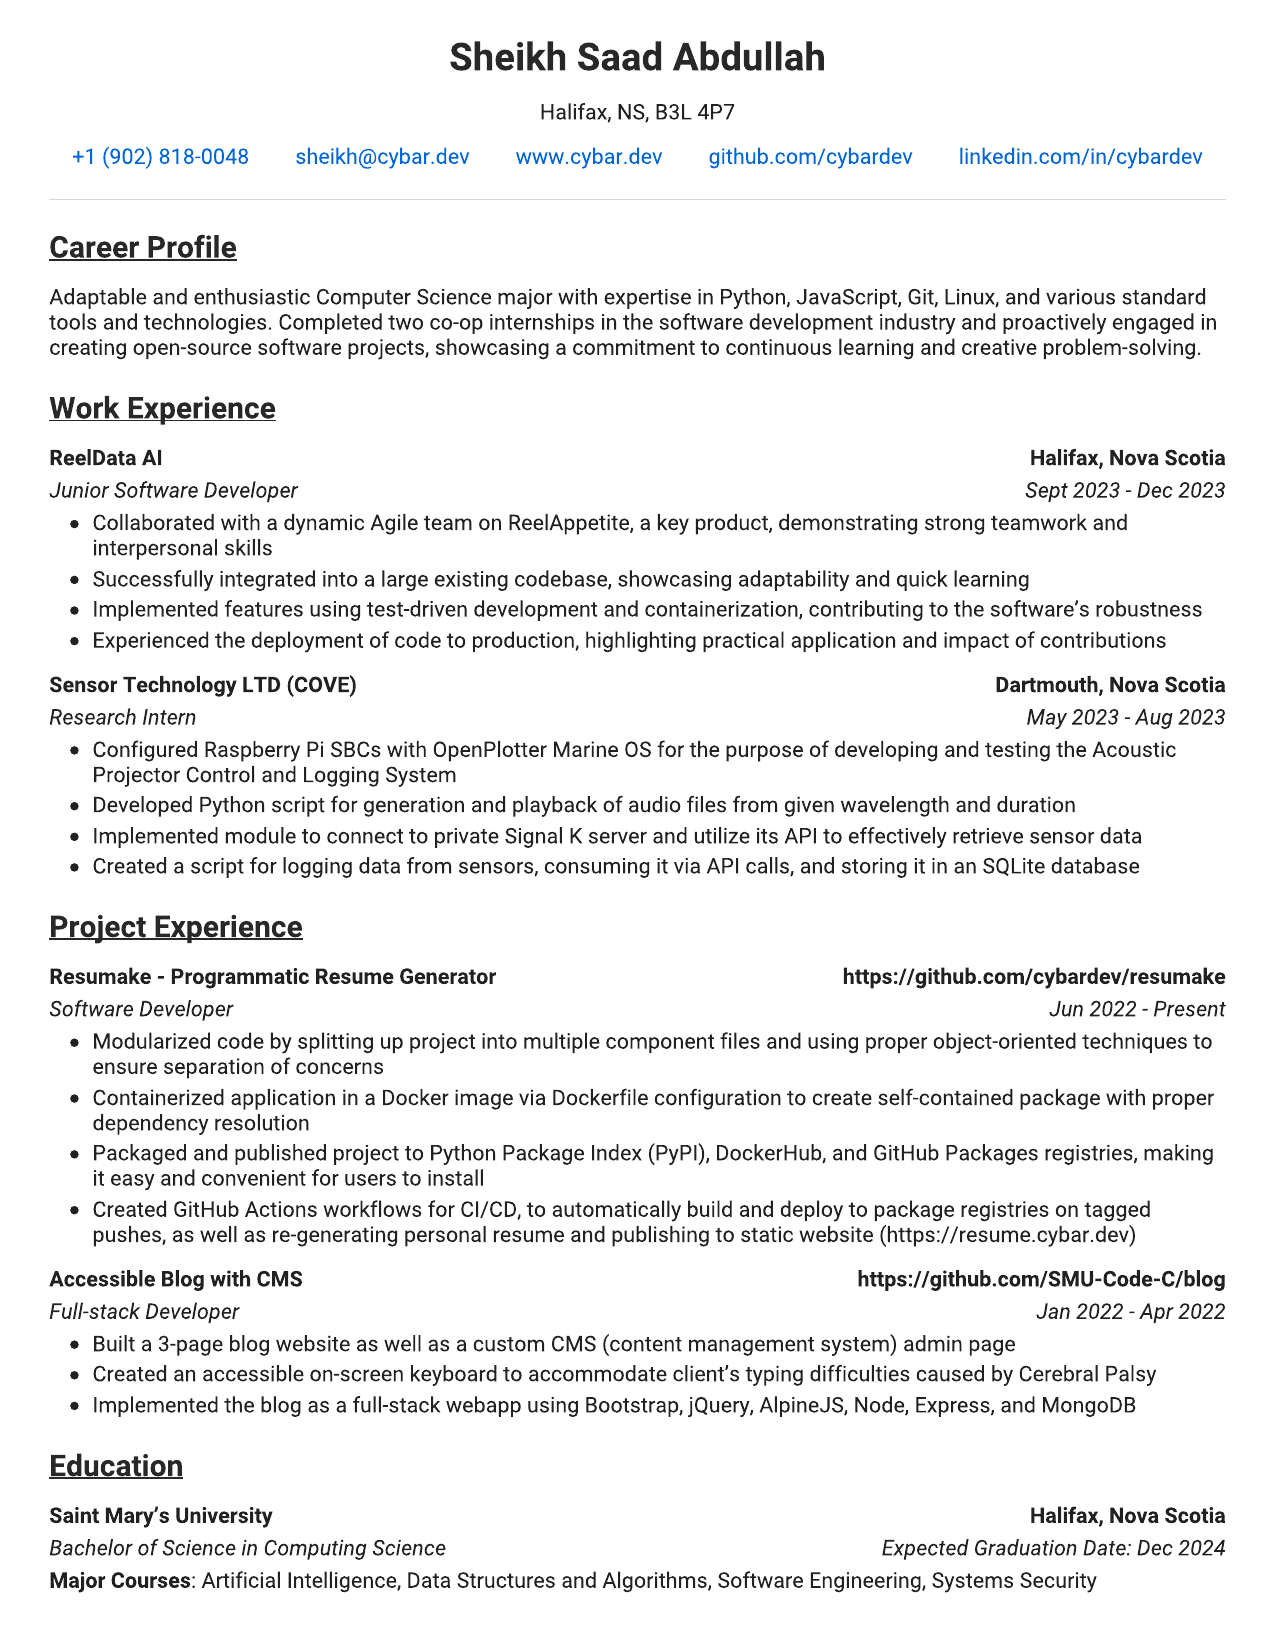 Sheikh Saad Abdullah
Halifax, NS, B3L 4P7
+1 (902) 818-0048 sheikh@cybar.dev www.cybar.dev github.com/cybardev linkedin.com/in/cybardev
Career Profile
Adaptable and enthusiastic Computer Science major with expertise in Python, JavaScript, Git, Linux, and various standard
tools and technologies. Completed two co-op internships in the software development industry and proactively engaged in
creating open-source software projects, showcasing a commitment to continuous learning and creative problem-solving.
Work Experience
ReelData AI Halifax, Nova Scotia
Junior Software Developer Sept 2023 - Dec 2023
• Collaborated with a dynamic Agile team on ReelAppetite, a key product, demonstrating strong teamwork and
interpersonal skills
• Successfully integrated into a large existing codebase, showcasing adaptability and quick learning
• Implemented features using test-driven development and containerization, contributing to the software’s robustness
• Experienced the deployment of code to production, highlighting practical application and impact of contributions
Sensor Technology LTD (COVE) Dartmouth, Nova Scotia
Research Intern May 2023 - Aug 2023
• Configured Raspberry Pi SBCs with OpenPlotter Marine OS for the purpose of developing and testing the Acoustic
Projector Control and Logging System
• Developed Python script for generation and playback of audio files from given wavelength and duration
• Implemented module to connect to private Signal K server and utilize its API to effectively retrieve sensor data
• Created a script for logging data from sensors, consuming it via API calls, and storing it in an SQLite database
Project Experience
Resumake - Programmatic Resume Generator https://github.com/cybardev/resumake
Software Developer Jun 2022 - Present
• Modularized code by splitting up project into multiple component files and using proper object-oriented techniques to
ensure separation of concerns
• Containerized application in a Docker image via Dockerfile configuration to create self-contained package with proper
dependency resolution
• Packaged and published project to Python Package Index (PyPI), DockerHub, and GitHub Packages registries, making
it easy and convenient for users to install
• Created GitHub Actions workflows for CI/CD, to automatically build and deploy to package registries on tagged
pushes, as well as re-generating personal resume and publishing to static website (https://resume.cybar.dev)
Accessible Blog with CMS https://github.com/SMU-Code-C/blog
Full-stack Developer Jan 2022 - Apr 2022
• Built a 3-page blog website as well as a custom CMS (content management system) admin page
• Created an accessible on-screen keyboard to accommodate client’s typing difficulties caused by Cerebral Palsy
• Implemented the blog as a full-stack webapp using Bootstrap, jQuery, AlpineJS, Node, Express, and MongoDB
Education
Saint Mary’s University Halifax, Nova Scotia
Bachelor of Science in Computing Science Expected Graduation Date: Dec 2024
Major Courses: Artificial Intelligence, Data Structures and Algorithms, Software Engineering, Systems Security